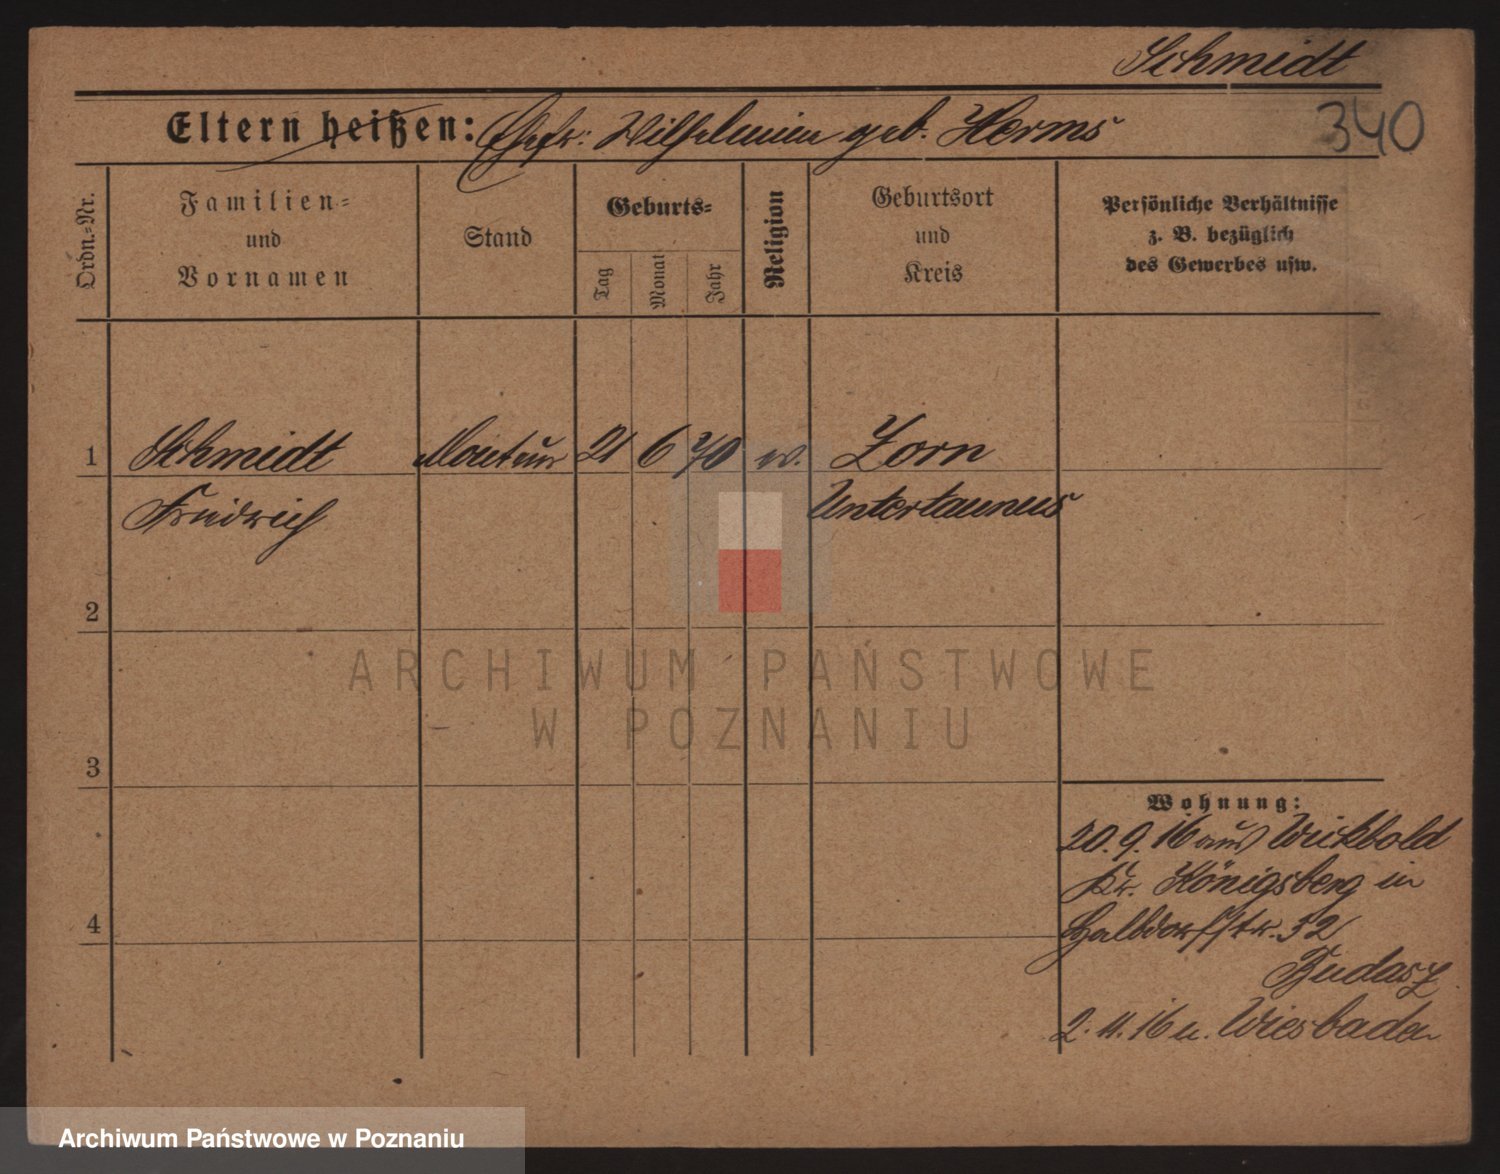 Schmidt
340
Eltern heißen: Ehefr: Wilhelmine geb. Herms
Ordn.-Nr.
Familien-
und
Vornamen
Stand
Geburts-
Tag
Monat
Jahr
Religion
Geburtsort
und
Kreis
Persönliche Verhältnisse
z. B. bezüglich
des Gewerbes usw.
1 Schmidt Monteur 21 6 70 ev. Zorn
Friedrich Untertaunus
2
3
4
Wohnung:
20.9.16 aus Wickbold
Kr. Königsberg in
Halbdorfstr. 32
Budasz
2.11.16 n. Wiesbaden
ARCHIWUM PAŃSTWOWE
W POZNANIU
Archiwum Państwowe w Poznaniu